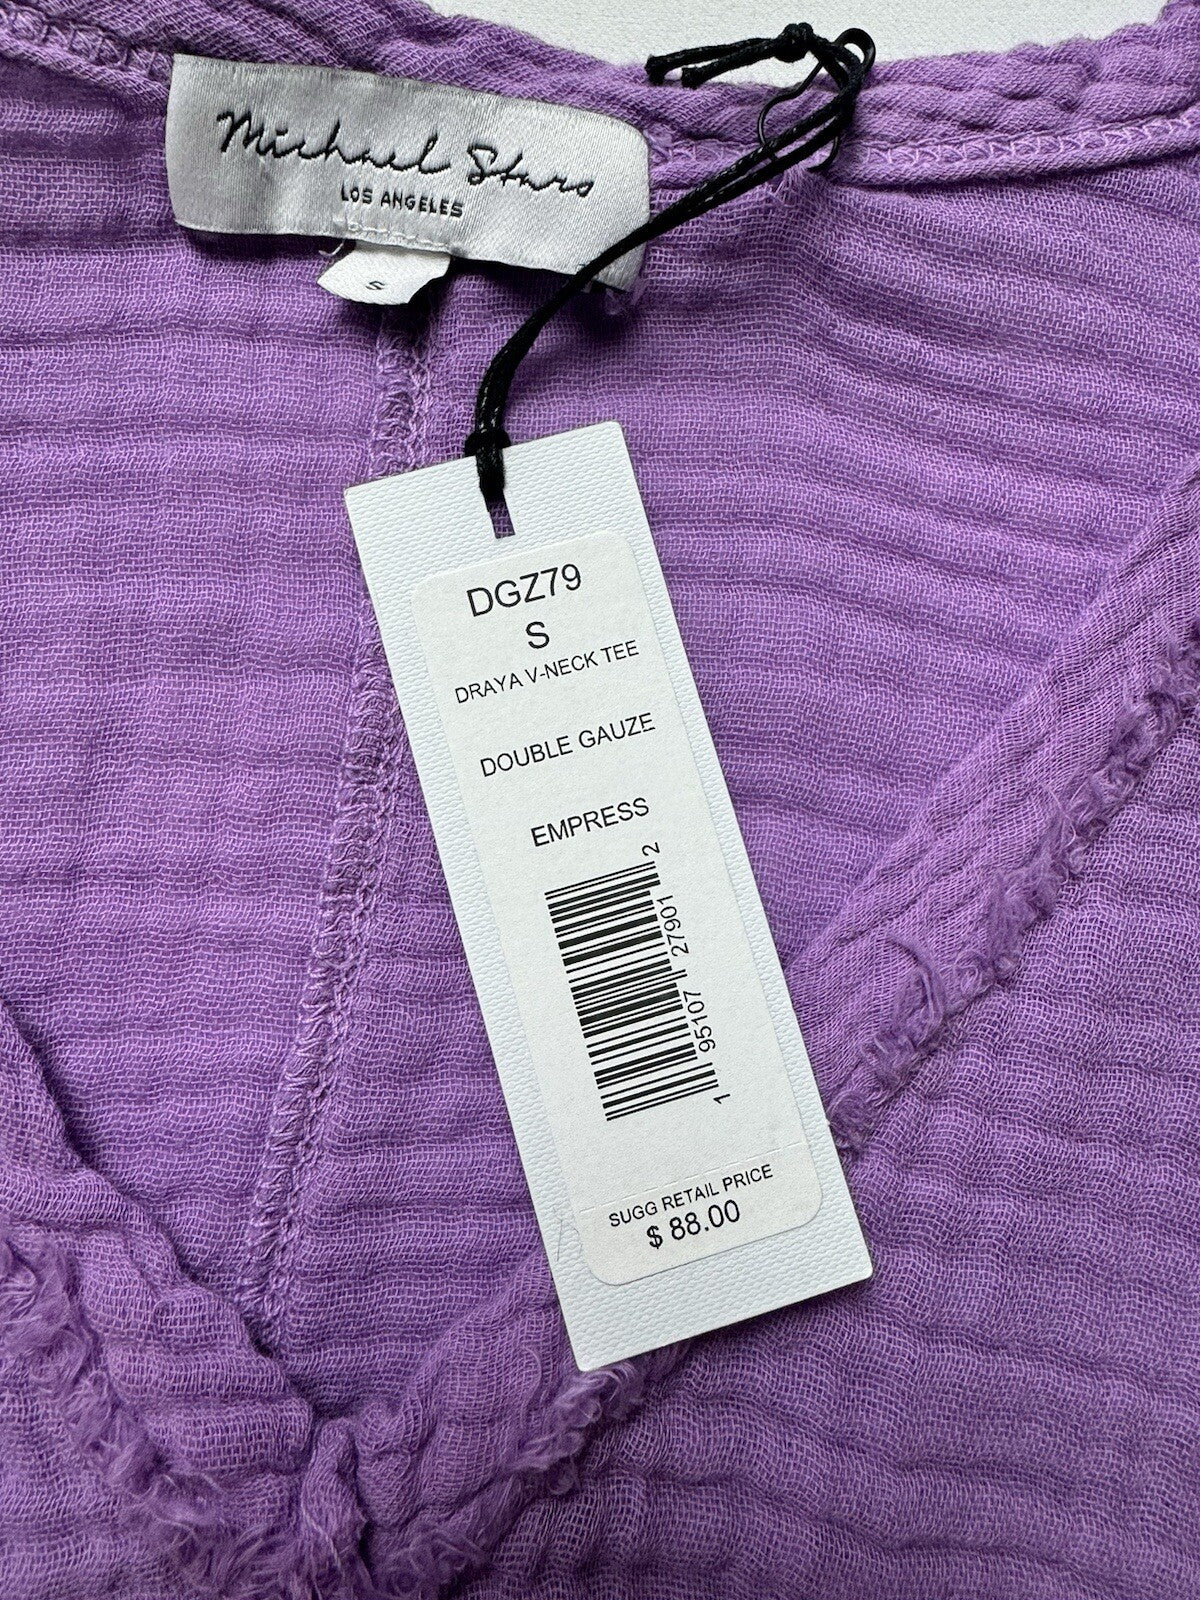 Michael Stars
LOS ANGELES
S
DGZ79
S
DRAYA V-NECK TEE
DOUBLE GAUZE
EMPRESS
1 95107 27901 2
SUGG RETAIL PRICE
$ 88.00